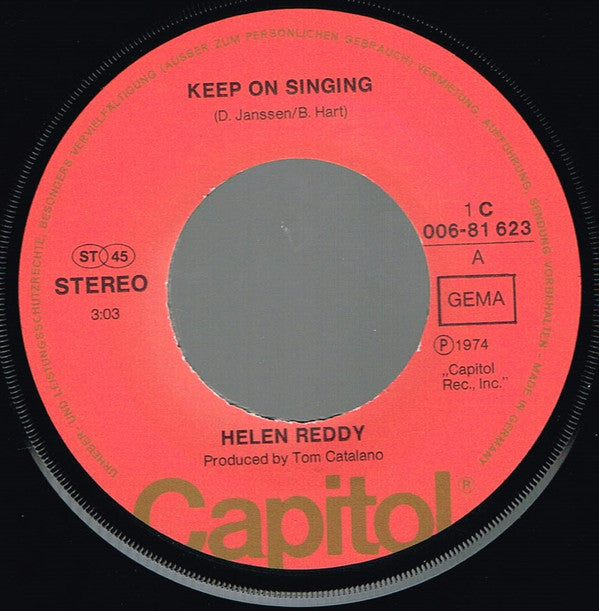 URHEBER- UND LEISTUNGSSCHUTZRECHTE, BESONDERS VERVIELFÄLTIGUNG (AUSSER ZUM PERSÖNLICHEN GEBRAUCH) VERMIETUNG, AUFFÜHRUNG, SENDUNG VORBEHALTEN - MADE IN GERMANY
KEEP ON SINGING
(D. Janssen/B. Hart)
ST 45
STEREO
3:03
1 C
006-81 623
A
GEMA
Ⓟ1974
„Capitol
Rec., Inc.”
HELEN REDDY
Produced by Tom Catalano
Capitol®